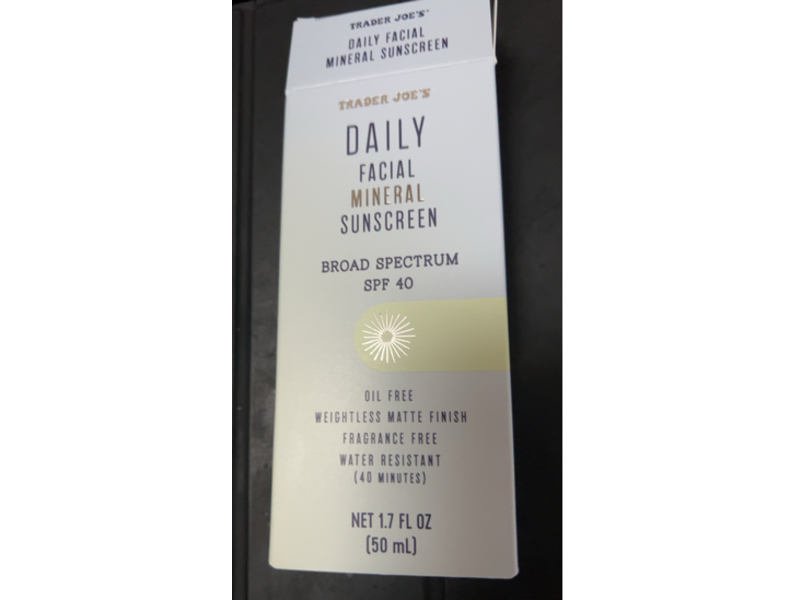 TRADER JOE'S
DAILY FACIAL
MINERAL SUNSCREEN
TRADER JOE'S
DAILY
FACIAL
MINERAL
SUNSCREEN
BROAD SPECTRUM
SPF 40
OIL FREE
WEIGHTLESS MATTE FINISH
FRAGRANCE FREE
WATER RESISTANT
(40 MINUTES)
NET 1.7 FL OZ
(50 mL)